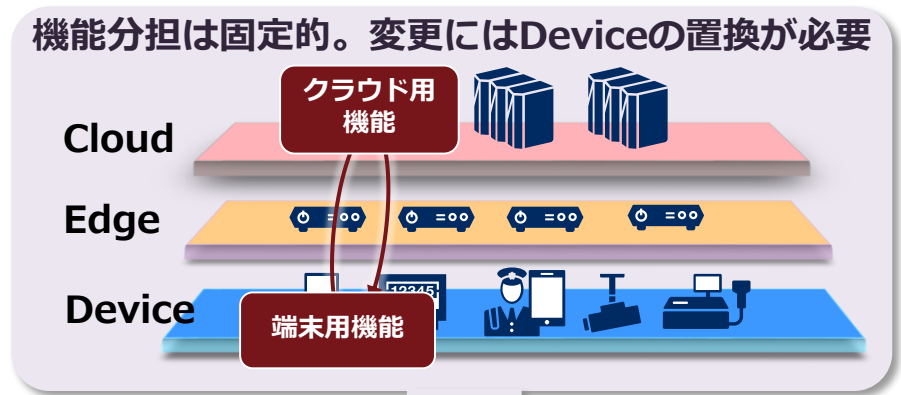 機能分担は固定的。変更にはDeviceの置換が必要
クラウド用
機能
Cloud
Edge
Device
12345
端末用機能